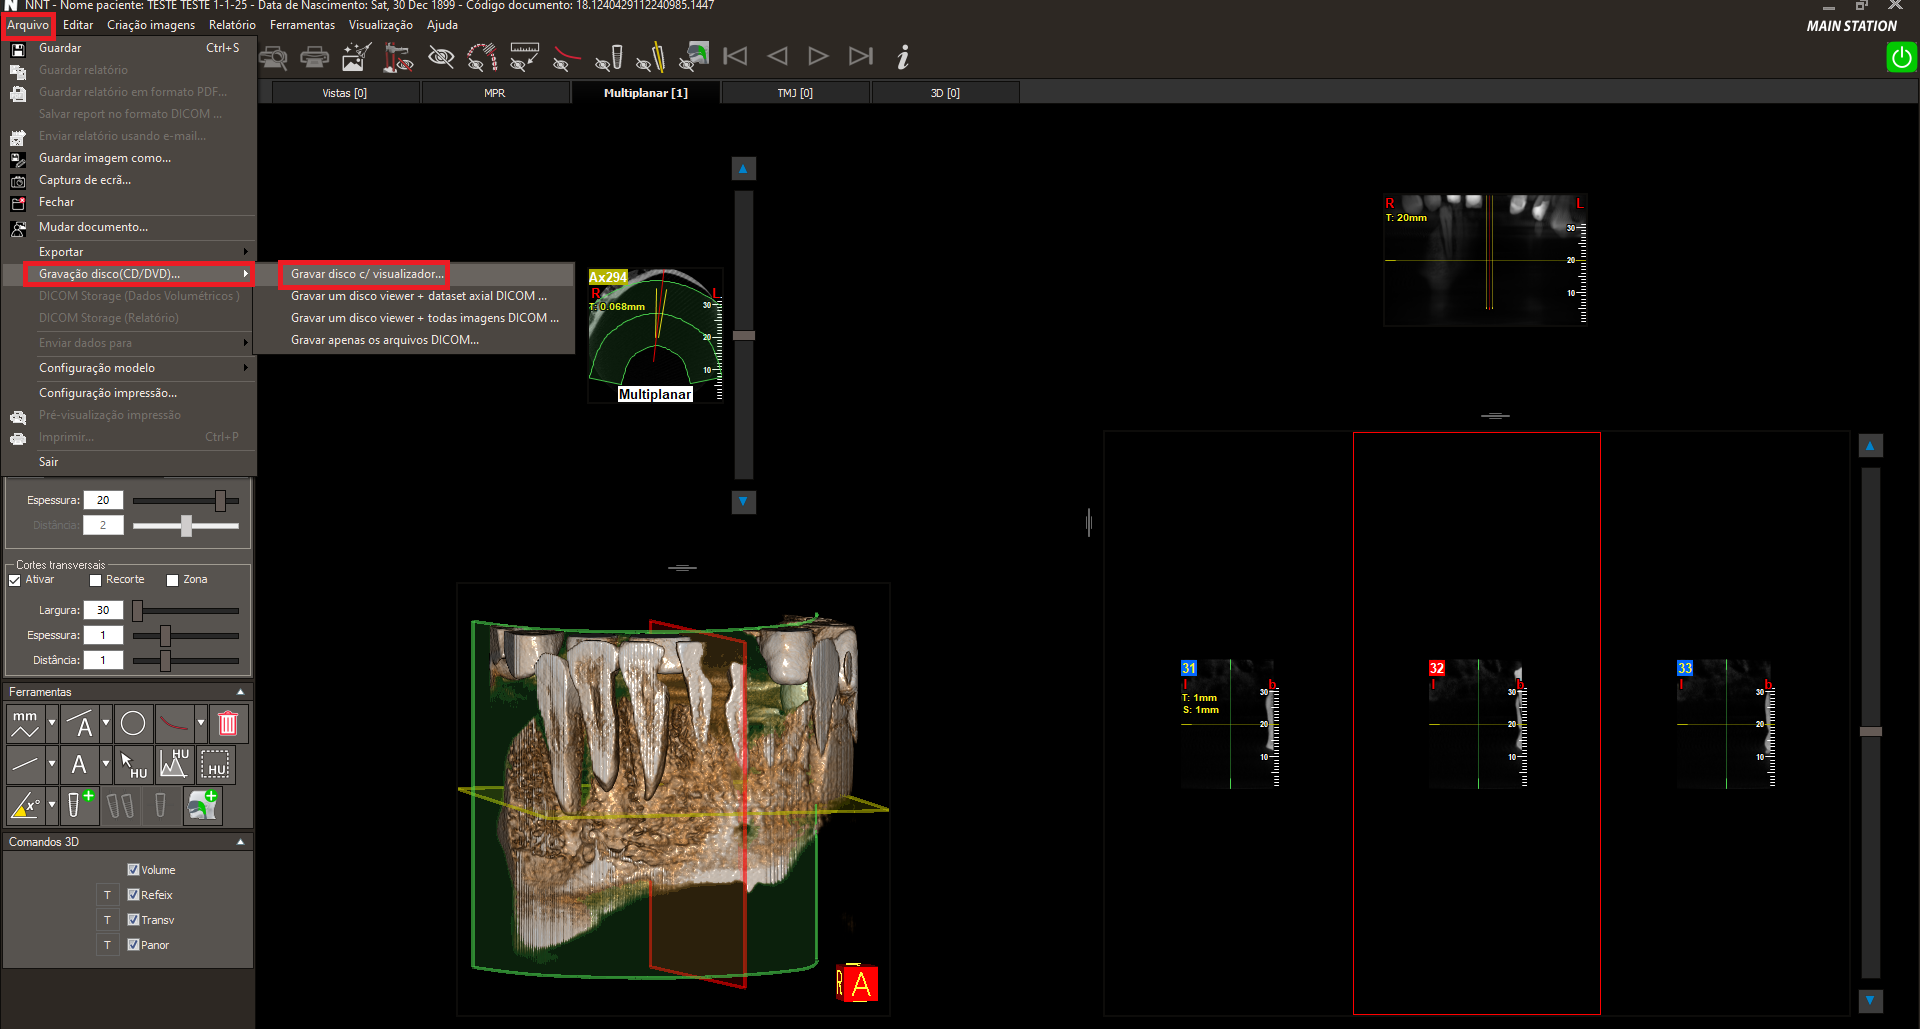 NNT - Nome paciente: TESTE TESTE 1-1-25 - Data de Nascimento: Sat, 30 Dec 1899 - Código documento: 18.1240429112240985.1447
Arquivo Editar Criação imagens Relatório Ferramentas Visualização Ajuda
MAIN STATION
Guardar Ctrl+S
Guardar relatório
Guardar relatório em formato PDF...
Salvar report no formato DICOM ...
Enviar relatório usando e-mail...
Guardar imagem como...
Captura de ecrã...
Fechar
Mudar documento...
Exportar
Gravação disco(CD/DVD)...
DICOM Storage (Dados Volumétricos )
DICOM Storage (Relatório)
Enviar dados para
Configuração modelo
Configuração impressão...
Pré-visualização impressão
Imprimir... Ctrl+P
Sair
Gravar disco c/ visualizador...
Gravar um disco viewer + dataset axial DICOM ...
Gravar um disco viewer + todas imagens DICOM ...
Gravar apenas os arquivos DICOM...
Vistas [0] MPR Multiplanar [1] TMJ [0] 3D [0]
Ax294
R L
T: 0.068mm
30
20
10
Multiplanar
R L
T: 20mm
30
20
10
Espessura: 20
Distância: 2
Cortes transversais
Ativar Recorte Zona
Largura: 30
Espessura: 1
Distância: 1
Ferramentas
mm A
A HU HU HU
x°
Comandos 3D
Volume
T Refeix
T Transv
T Panor
R A
31
l b
T: 1mm
S: 1mm
30
20
10
32
l b
30
20
10
33
l b
30
20
10